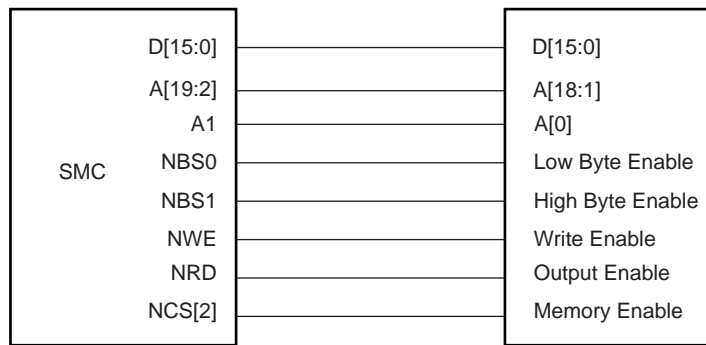 D[15:0] D[15:0]
A[19:2] A[18:1]
A1 A[0]
NBS0 Low Byte Enable
SMC
NBS1 High Byte Enable
NWE Write Enable
NRD Output Enable
NCS[2] Memory Enable